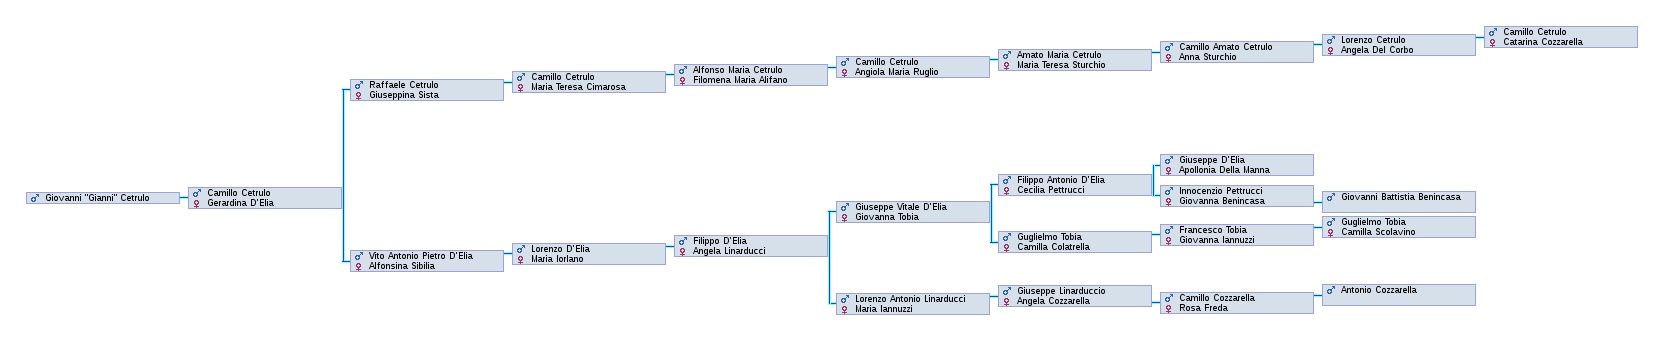 Giovanni "Gianni" Cetrulo
Camillo Cetrulo
Gerardina D'Elia
Raffaele Cetrulo
Giuseppina Sista
Camillo Cetrulo
Maria Teresa Cimarosa
Alfonso Maria Cetrulo
Filomena Maria Alifano
Camillo Cetrulo
Angiola Maria Ruglio
Amato Maria Cetrulo
Maria Teresa Sturchio
Camillo Amato Cetrulo
Anna Sturchio
Lorenzo Cetrulo
Angela Del Corbo
Camillo Cetrulo
Catarina Cozzarella
Vito Antonio Pietro D'Elia
Alfonsina Sibilia
Lorenzo D'Elia
Maria Iorlano
Filippo D'Elia
Angela Linarducci
Giuseppe Vitale D'Elia
Giovanna Tobia
Filippo Antonio D'Elia
Cecilia Pettrucci
Giuseppe D'Elia
Apollonia Della Manna
Innocenzio Pettrucci
Giovanna Benincasa
Giovanni Battistia Benincasa
Guglielmo Tobia
Camilla Colatrella
Francesco Tobia
Giovanna Iannuzzi
Guglielmo Tobia
Camilla Scolavino
Lorenzo Antonio Linarducci
Maria Iannuzzi
Giuseppe Linarduccio
Angela Cozzarella
Camillo Cozzarella
Rosa Freda
Antonio Cozzarella